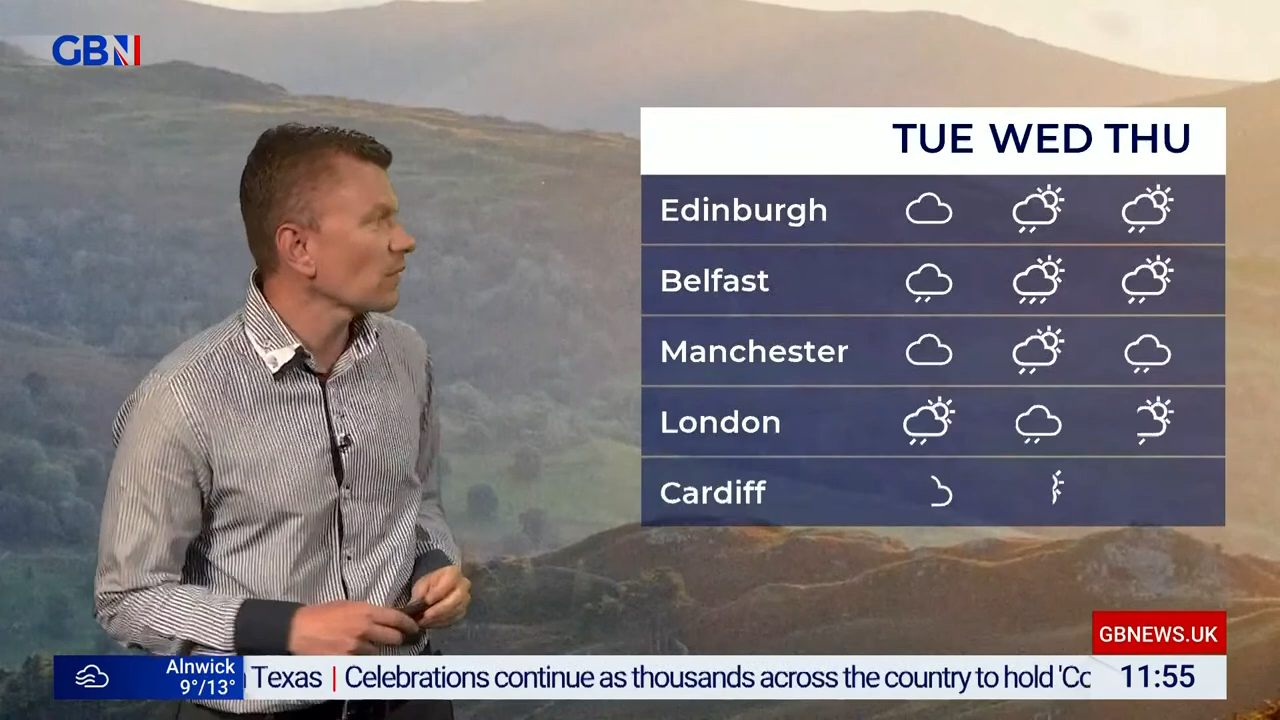 GBN
TUE WED THU
Edinburgh
Belfast
Manchester
London
Cardiff
GBNEWS.UK
Alnwick
9°/13°
Texas | Celebrations continue as thousands across the country to hold 'Co
11:55